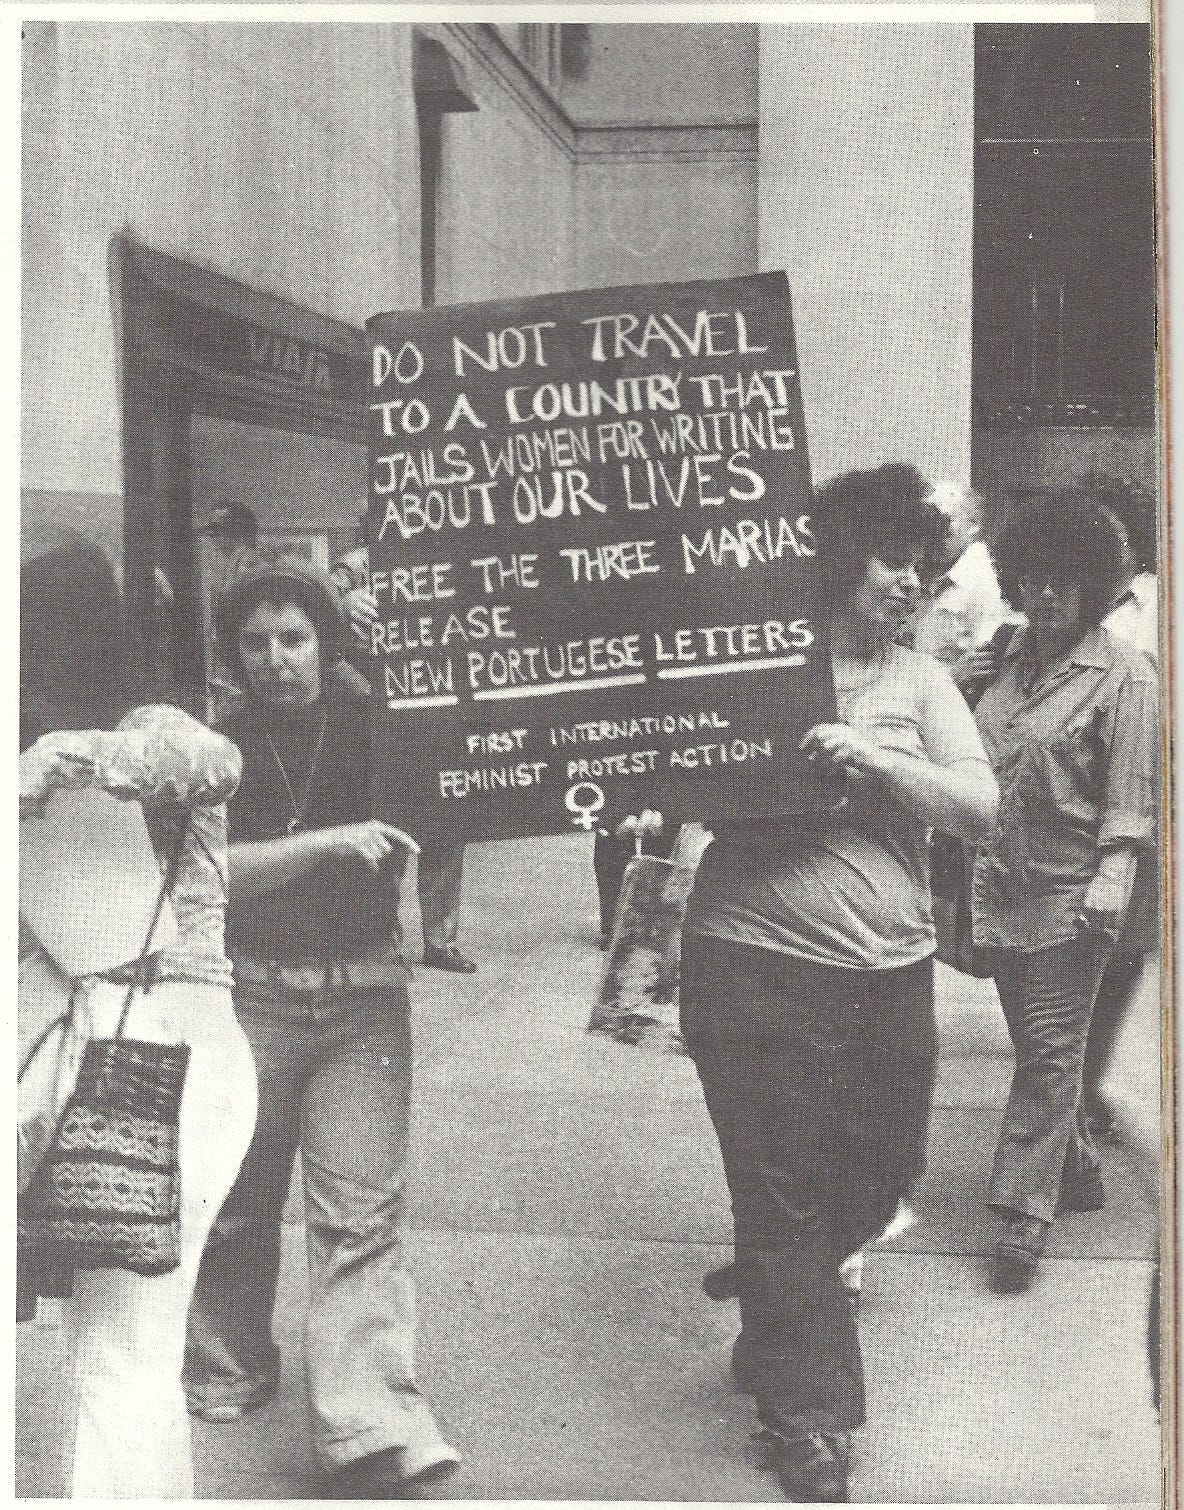 DO NOT TRAVEL
TO A COUNTRY THAT
JAILS WOMEN FOR WRITING
ABOUT OUR LIVES
FREE THE THREE MARIAS
RELEASE
NEW PORTUGESE LETTERS
FIRST INTERNATIONAL
FEMINIST PROTEST ACTION